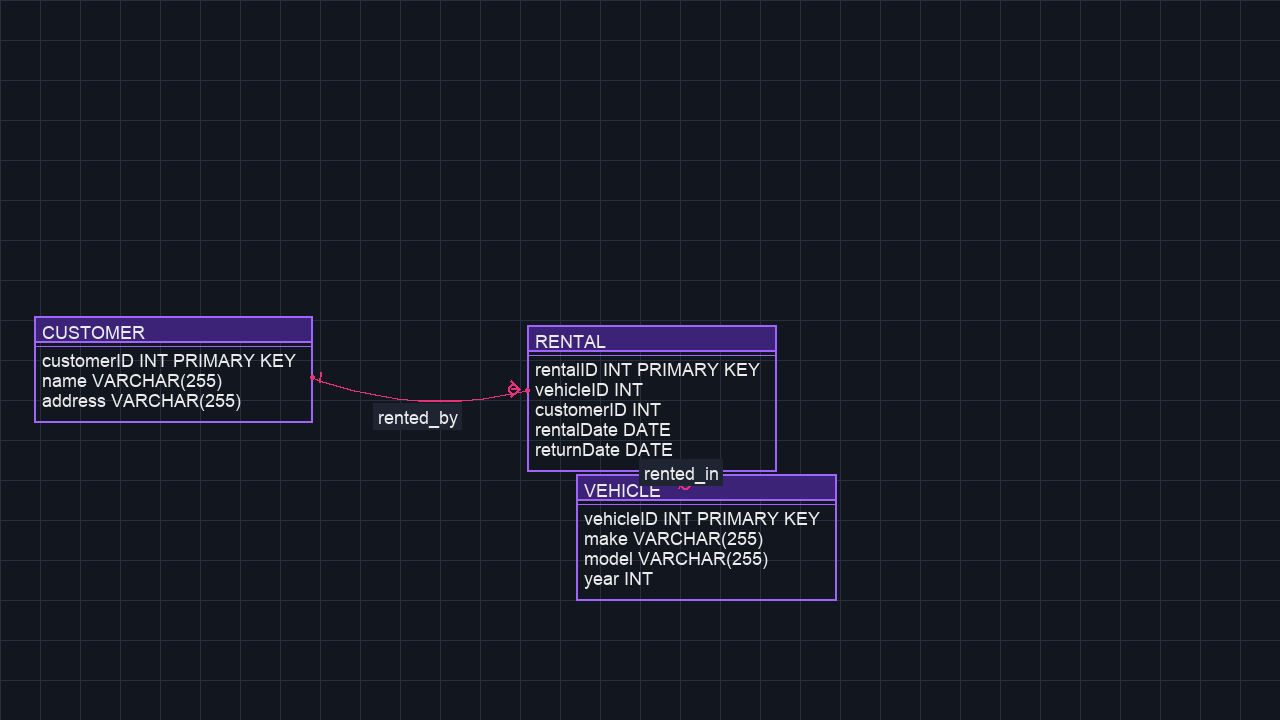 CUSTOMER
customerID INT PRIMARY KEY
name VARCHAR(255)
address VARCHAR(255)
rented_by
RENTAL
rentalID INT PRIMARY KEY
vehicleID INT
customerID INT
rentalDate DATE
returnDate DATE
rented_in
VEHICLE
vehicleID INT PRIMARY KEY
make VARCHAR(255)
model VARCHAR(255)
year INT